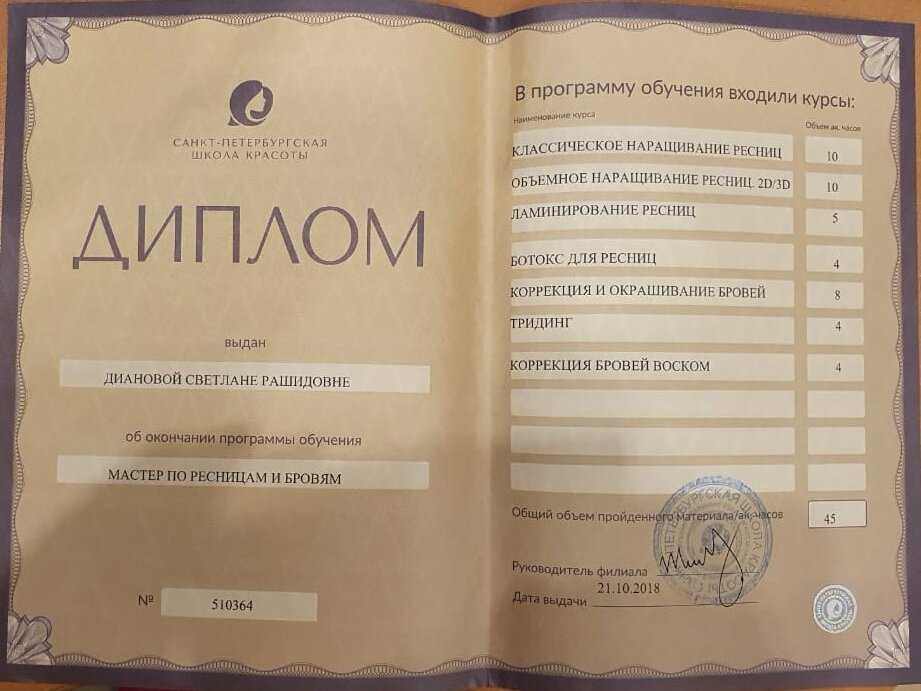 САНКТ-ПЕТЕРБУРГСКАЯ
ШКОЛА КРАСОТЫ
ДИПЛОМ
выдан
ДИАНОВОЙ СВЕТЛАНЕ РАШИДОВНЕ
об окончании программы обучения
МАСТЕР ПО РЕСНИЦАМ И БРОВЯМ
№ 510364
В программу обучения входили курсы:
Наименование курса Объем ак. часов
КЛАССИЧЕСКОЕ НАРАЩИВАНИЕ РЕСНИЦ 10
ОБЪЕМНОЕ НАРАЩИВАНИЕ РЕСНИЦ. 2D/3D 10
ЛАМИНИРОВАНИЕ РЕСНИЦ 5
БОТОКС ДЛЯ РЕСНИЦ 4
КОРРЕКЦИЯ И ОКРАШИВАНИЕ БРОВЕЙ 8
ТРИДИНГ 4
КОРРЕКЦИЯ БРОВЕЙ ВОСКОМ 4
Общий объем пройденного материала/ак. часов 45
Руководитель филиала
Дата выдачи 21.10.2018